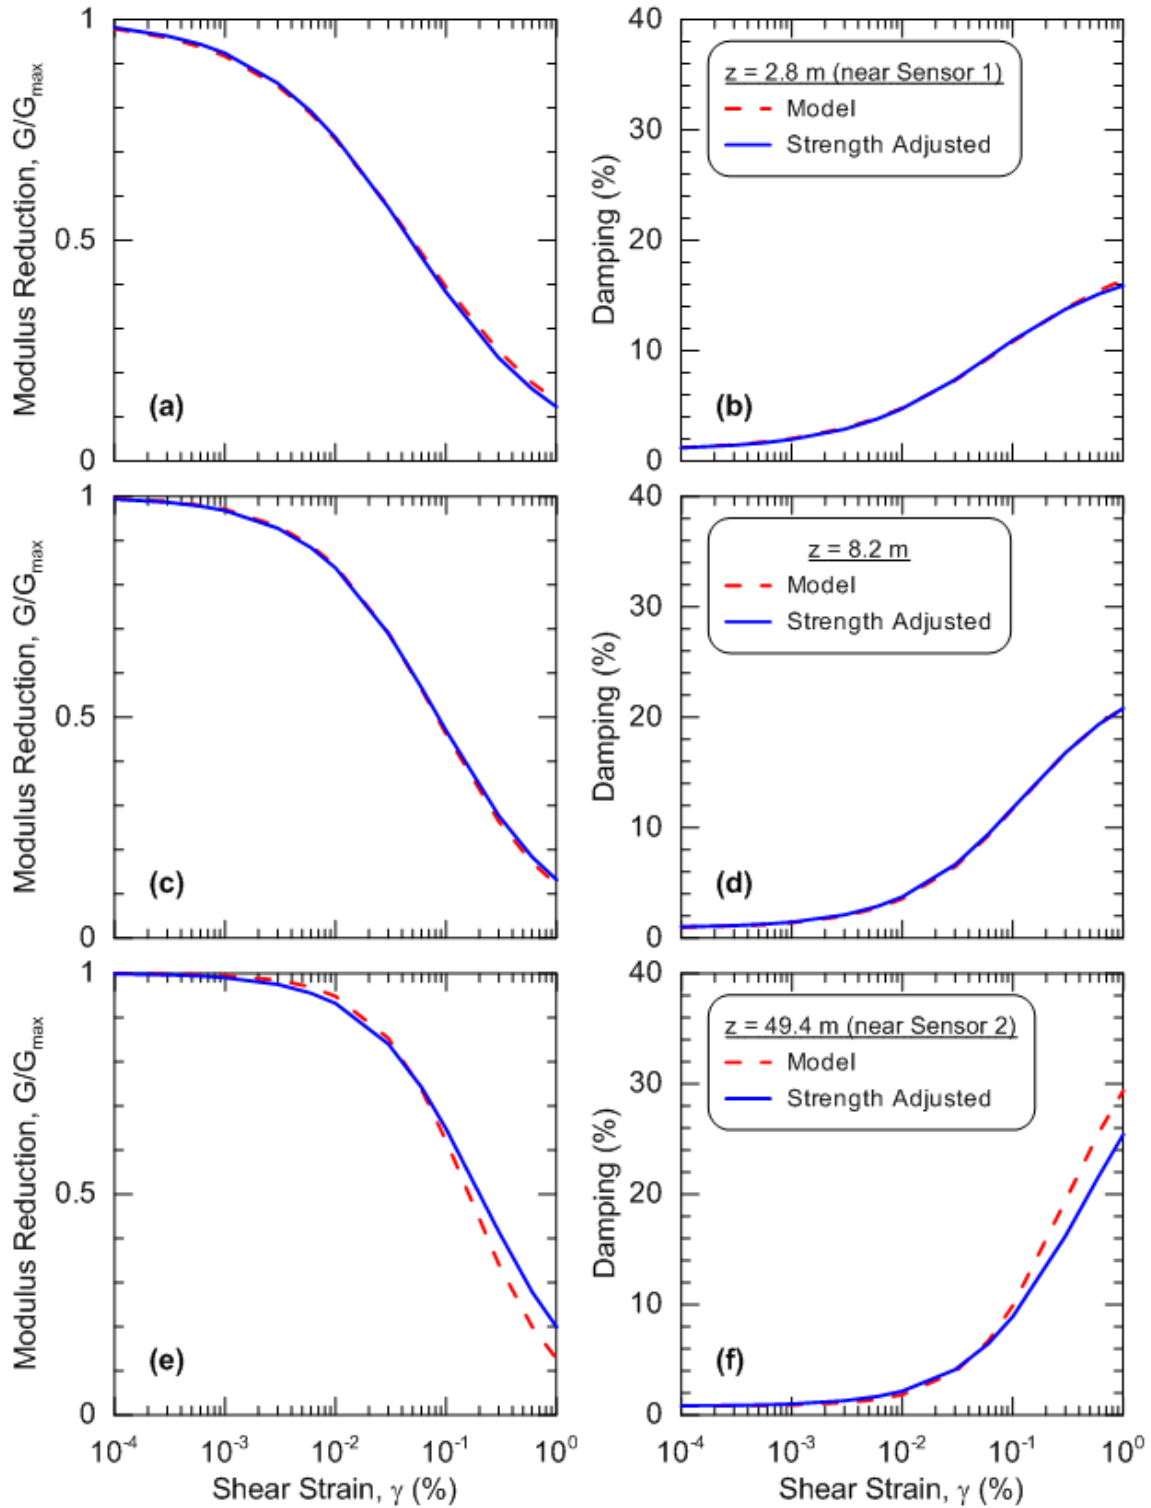 1
0.5
0
Modulus Reduction, G/Gmax
(a)
40
30
20
10
0
Damping (%)
z = 2.8 m (near Sensor 1)
Model
Strength Adjusted
(b)
1
0.5
0
Modulus Reduction, G/Gmax
(c)
40
30
20
10
0
Damping (%)
z = 8.2 m
Model
Strength Adjusted
(d)
1
0.5
0
Modulus Reduction, G/Gmax
(e)
10⁻⁴ 10⁻³ 10⁻² 10⁻¹ 10⁰
Shear Strain, γ (%)
40
30
20
10
0
Damping (%)
z = 49.4 m (near Sensor 2)
Model
Strength Adjusted
(f)
10⁻⁴ 10⁻³ 10⁻² 10⁻¹ 10⁰
Shear Strain, γ (%)